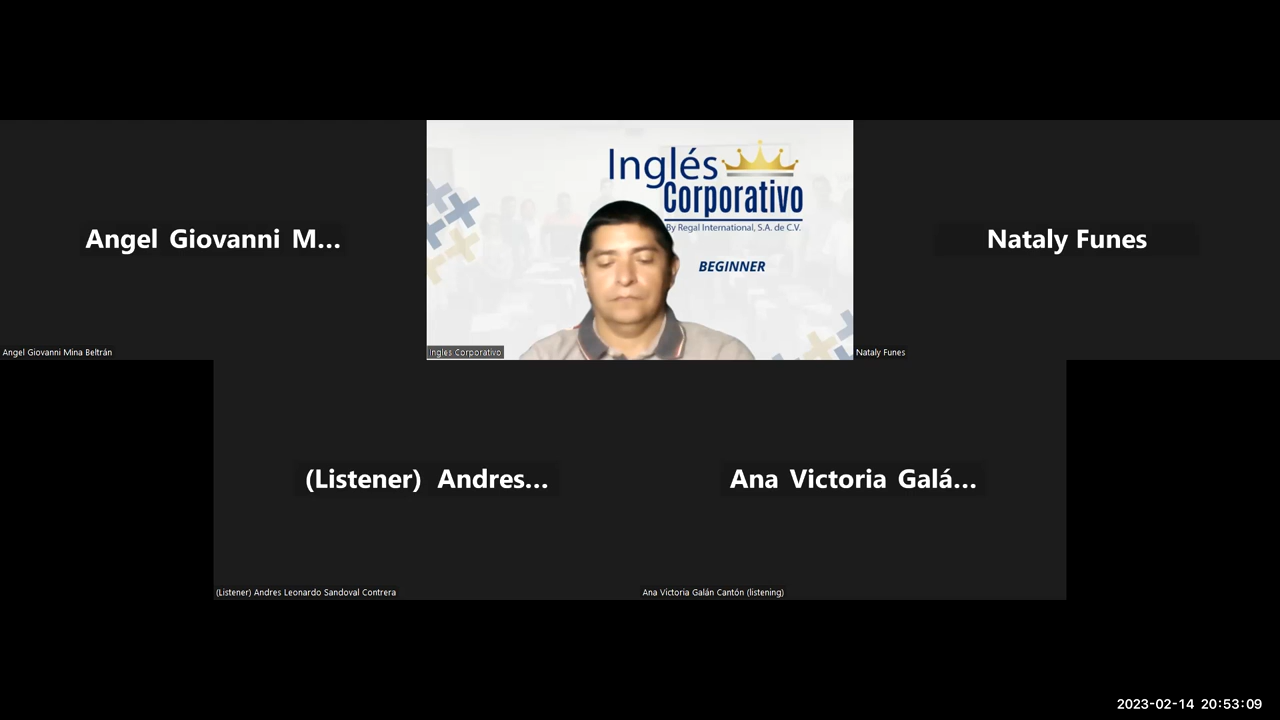 Inglés
Corporativo
By Regal International, S.A. de C.V.
BEGINNER
Angel Giovanni M...
Nataly Funes
Angel Giovanni Mina Beltrán
Ingles Corporativo
Nataly Funes
(Listener) Andres...
Ana Victoria Galá...
(Listener) Andres Leonardo Sandoval Contrera
Ana Victoria Galán Cantón (listening)
2023-02-14 20:53:09